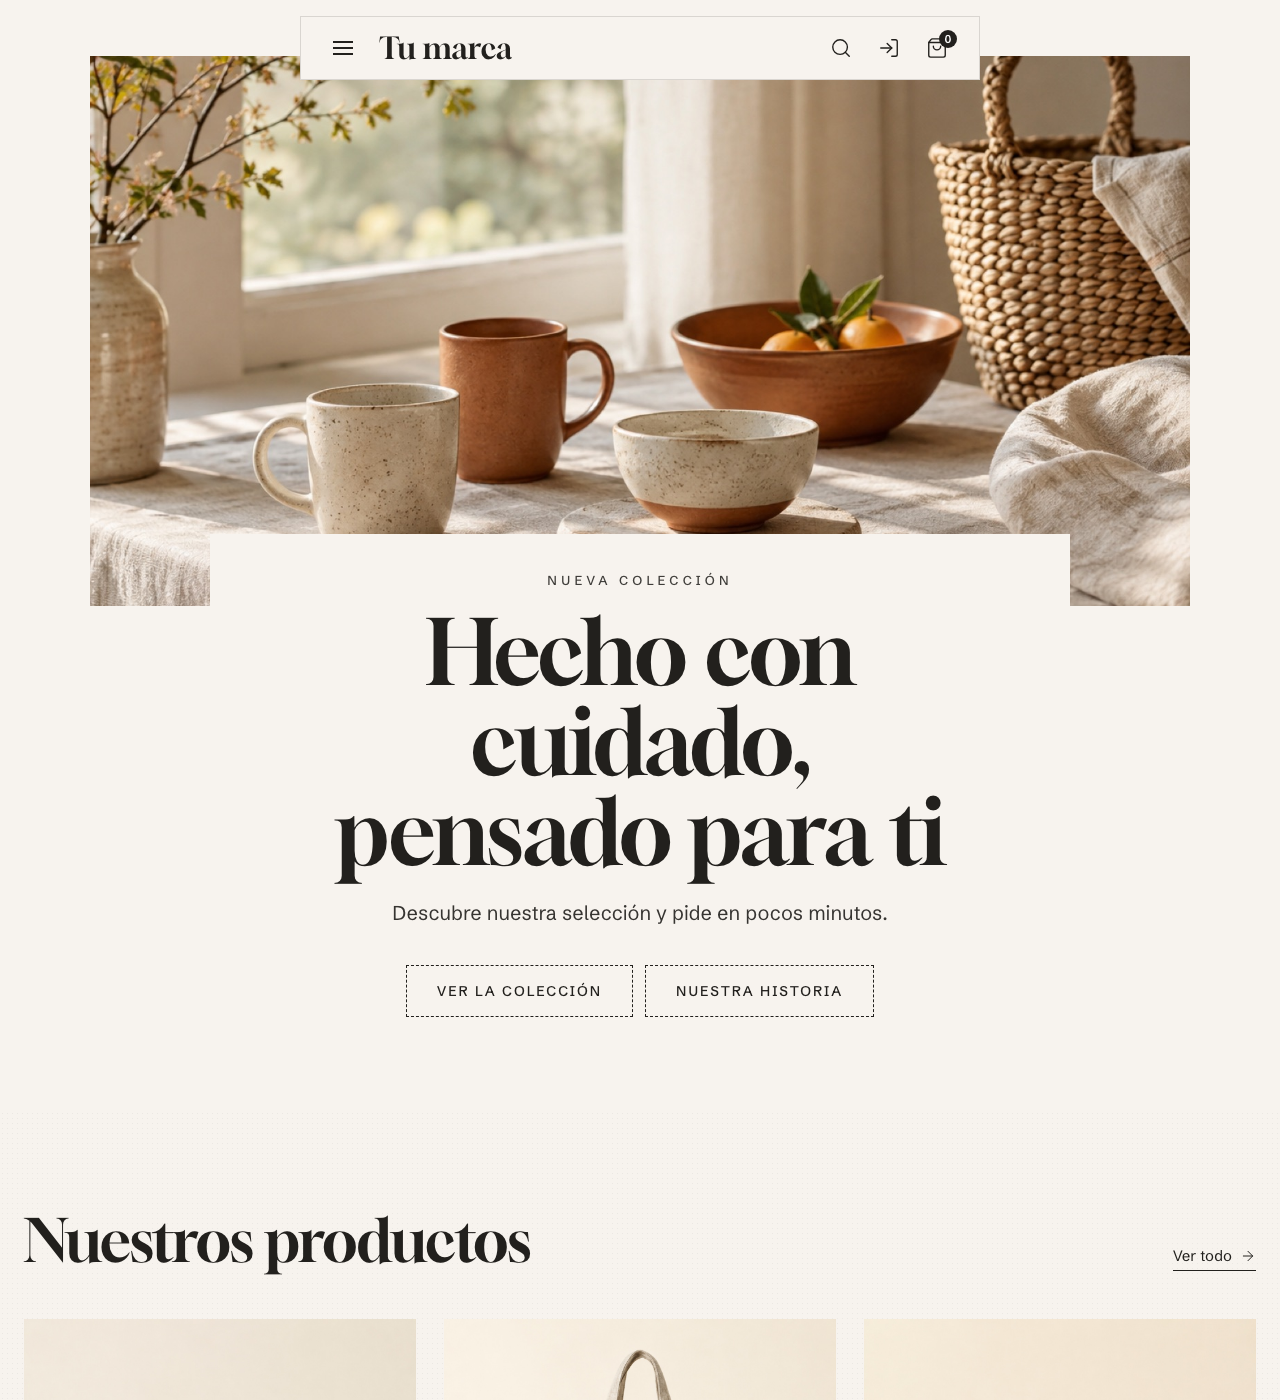 Tu marca
0
NUEVA COLECCIÓN
Hecho con
cuidado,
pensado para ti
Descubre nuestra selección y pide en pocos minutos.
VER LA COLECCIÓN
NUESTRA HISTORIA
Nuestros productos
Ver todo